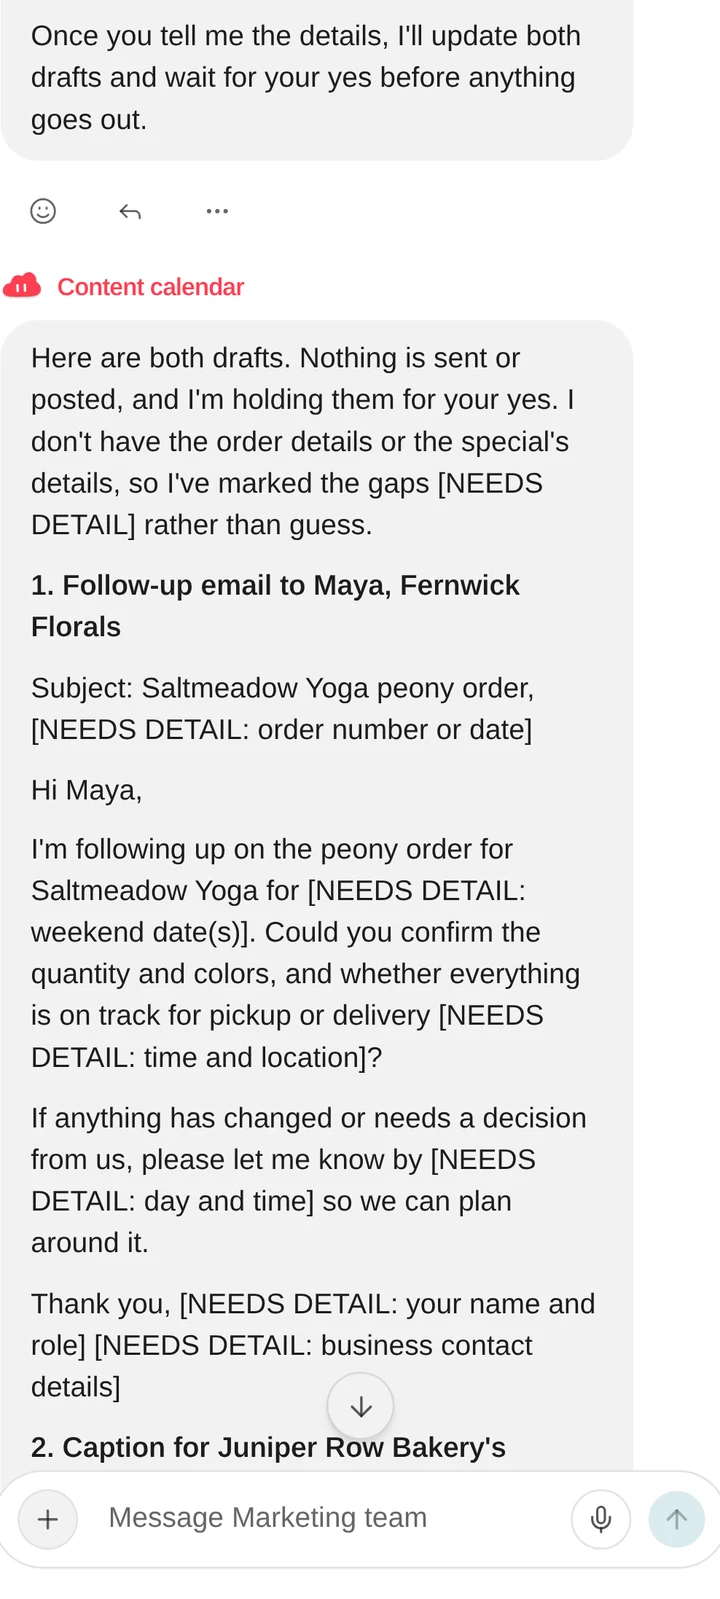 Once you tell me the details, I'll update both
drafts and wait for your yes before anything
goes out.
Content calendar
Here are both drafts. Nothing is sent or
posted, and I'm holding them for your yes. I
don't have the order details or the special's
details, so I've marked the gaps [NEEDS
DETAIL] rather than guess.
1. Follow-up email to Maya, Fernwick
Florals
Subject: Saltmeadow Yoga peony order,
[NEEDS DETAIL: order number or date]
Hi Maya,
I'm following up on the peony order for
Saltmeadow Yoga for [NEEDS DETAIL:
weekend date(s)]. Could you confirm the
quantity and colors, and whether everything
is on track for pickup or delivery [NEEDS
DETAIL: time and location]?
If anything has changed or needs a decision
from us, please let me know by [NEEDS
DETAIL: day and time] so we can plan
around it.
Thank you, [NEEDS DETAIL: your name and
role] [NEEDS DETAIL: business contact
details]
2. Caption for Juniper Row Bakery's
Message Marketing team